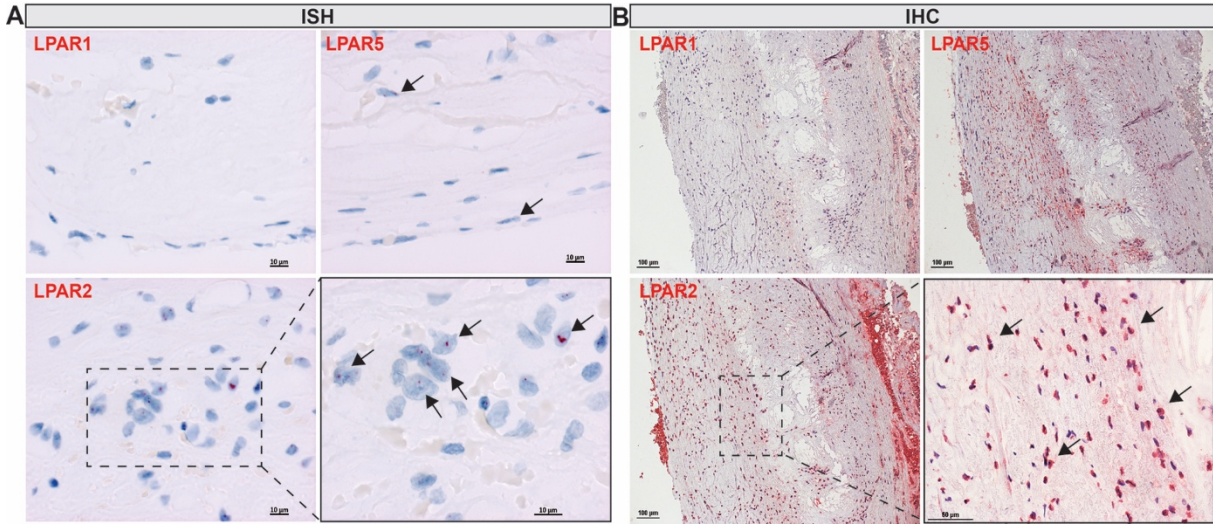 A
ISH
LPAR1
LPAR5
10 µm
10 µm
LPAR2
10 µm
10 µm
B
IHC
LPAR1
LPAR5
100 µm
100 µm
LPAR2
100 µm
50 µm